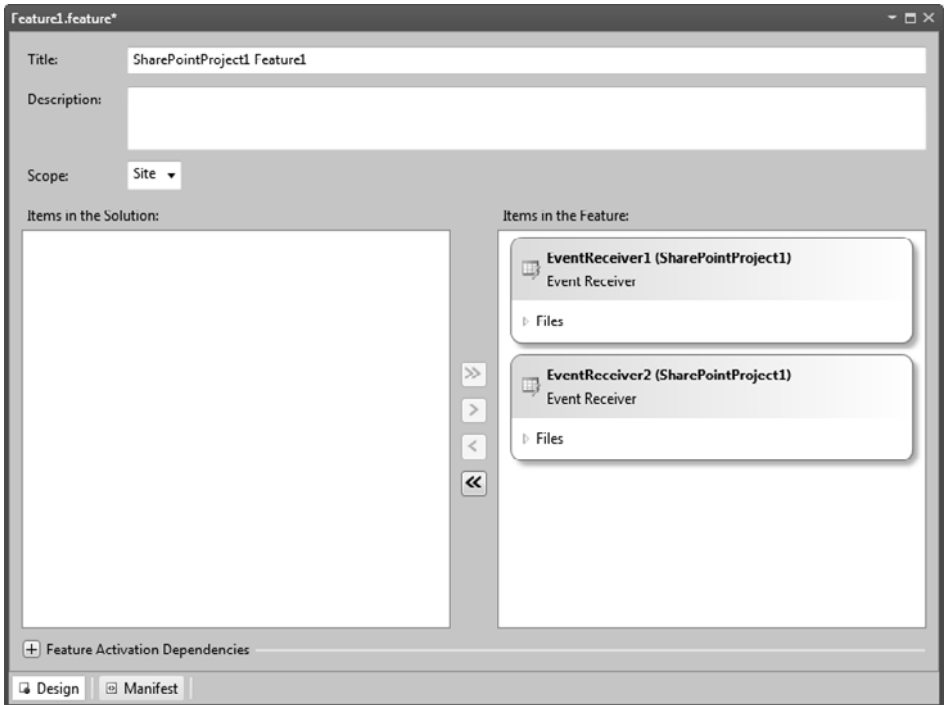 Feature1.feature*
Title:
SharePointProject1 Feature1
Description:
Scope:
Site
Items in the Solution:
Items in the Feature:
EventReceiver1 (SharePointProject1)
Event Receiver
Files
EventReceiver2 (SharePointProject1)
Event Receiver
Files
Feature Activation Dependencies
Design
Manifest